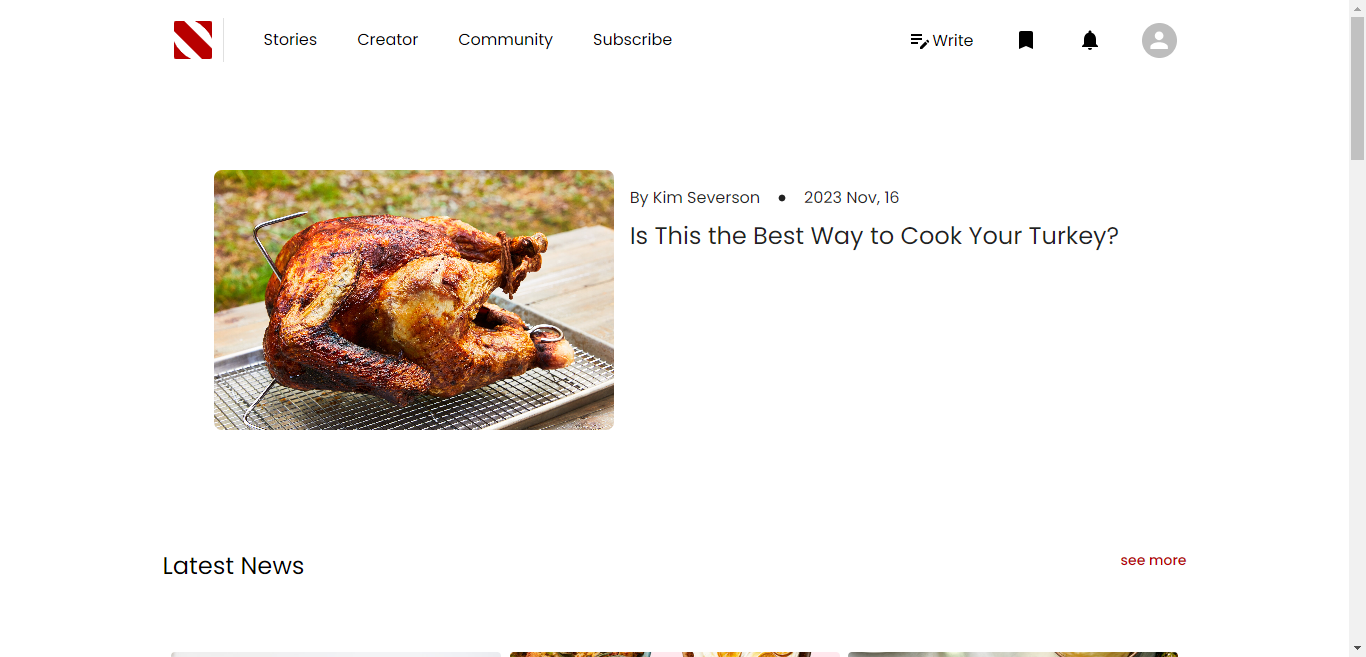 Stories Creator Community Subscribe Write
By Kim Severson • 2023 Nov, 16
Is This the Best Way to Cook Your Turkey?
Latest News see more